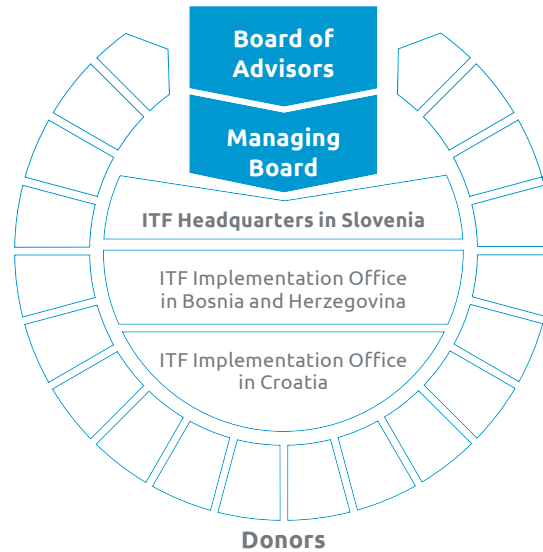 Board of
Advisors
Managing
Board
ITF Headquarters in Slovenia
ITF Implementation Office
in Bosnia and Herzegovina
ITF Implementation Office
in Croatia
Donors